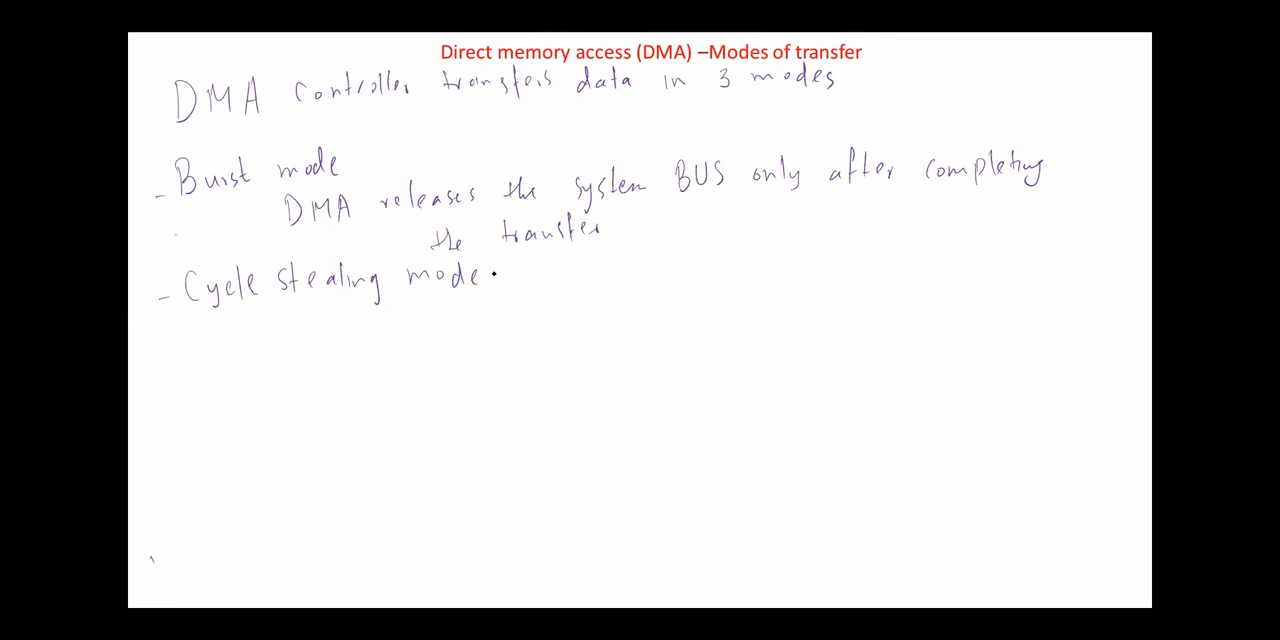 Direct memory access (DMA) –Modes of transfer
DMA controller transfers data in 3 modes
- Burst mode
DMA releases the system BUS only after completing
the transfer
- Cycle stealing mode